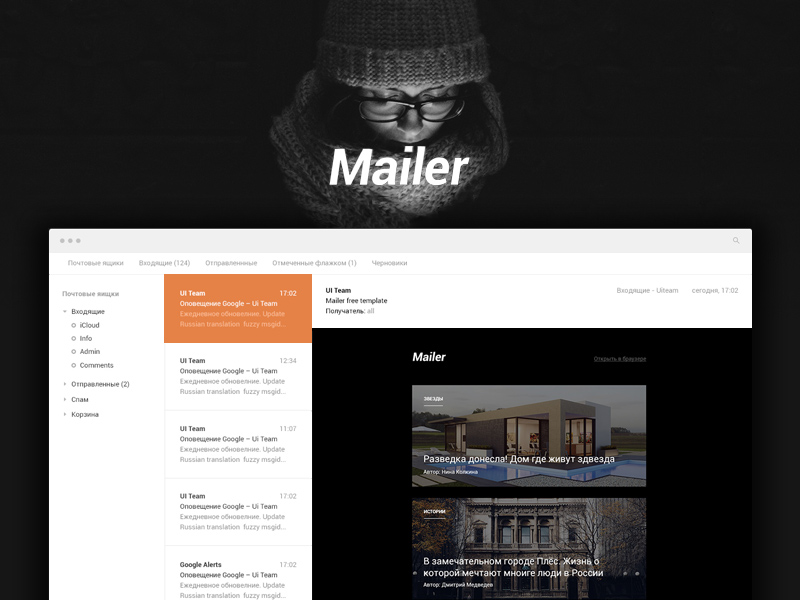 Mailer
Почтовые ящики Входящие (124) Отправленнные Отмеченные флажком (1) Черновики
Почтовые ящики
Входящие
iCloud
Info
Admin
Comments
Отправленные (2)
Спам
Корзина
UI Team 17:02
Оповещение Google – Ui Team
Ежедневное обновление. Update
Russian translation fuzzy msgid...
UI Team 12:34
Оповещение Google – Ui Team
Ежедневное обновление. Update
Russian translation fuzzy msgid...
UI Team 11:07
Оповещение Google – Ui Team
Ежедневное обновление. Update
Russian translation fuzzy msgid...
UI Team 17:02
Оповещение Google – Ui Team
Ежедневное обновление. Update
Russian translation fuzzy msgid...
Google Alerts 17:02
Оповещение Google – Ui Team
Ежедневное обновление. Update
Russian translation fuzzy msgid...
UI Team Входящие - Uiteam сегодня, 17:02
Mailer free template
Получатель: all
Mailer Открыть в браузере
ЗВЕЗДЫ
Разведка донесла! Дом где живут здвезда
Автор: Нина Копкина
ИСТОРИИ
В замечательном городе Плёс. Жизнь о
которой мечтают мноиге люди в России
Автор: Дмитрий Медведев